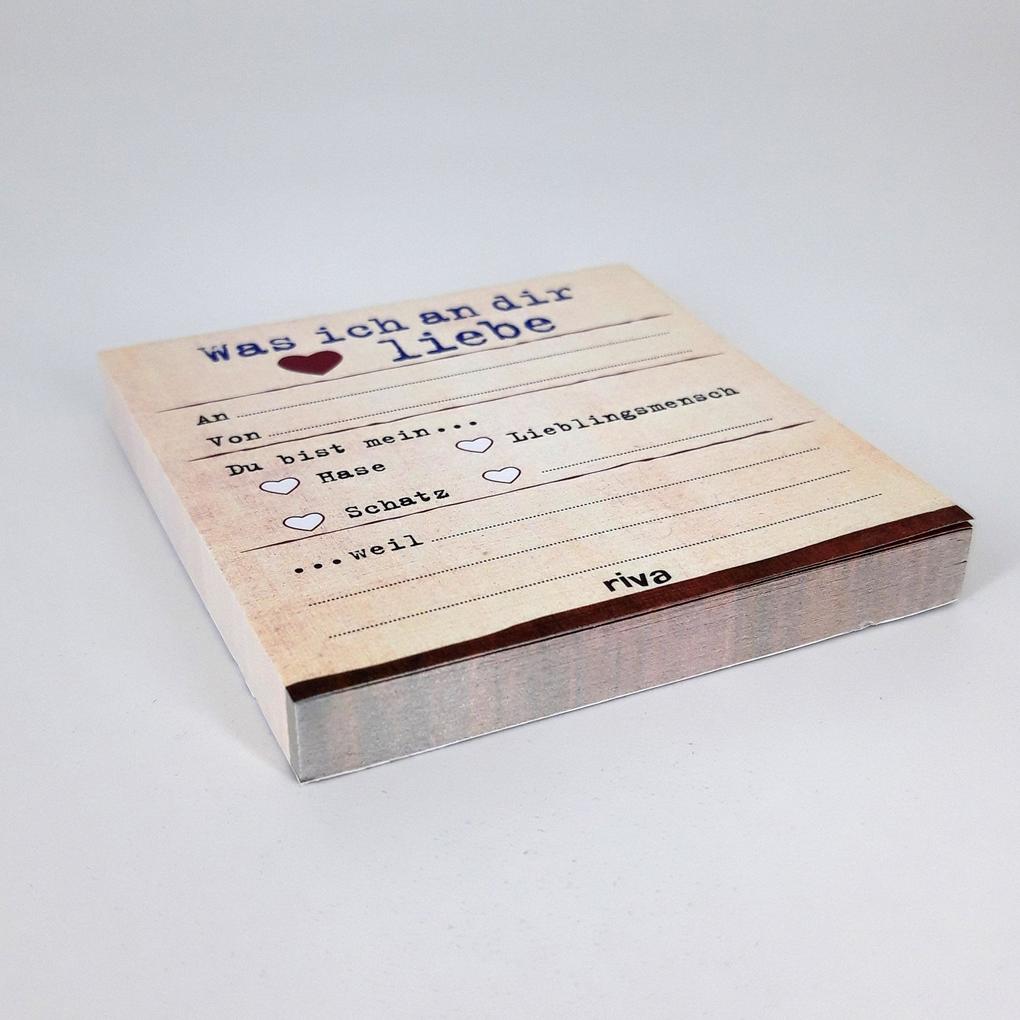 Was ich an dir
liebe
An
Von
Du bist mein...
Hase
Lieblingsmensch
Schatz
...weil
riva